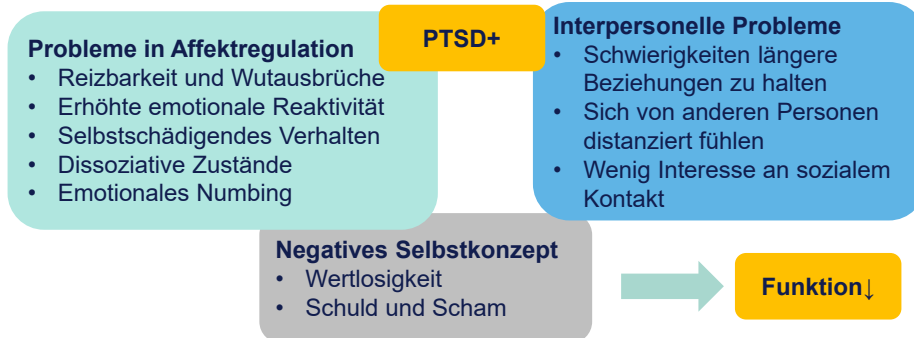 Probleme in Affektregulation
• Reizbarkeit und Wutausbrüche
• Erhöhte emotionale Reaktivität
• Selbstschädigendes Verhalten
• Dissoziative Zustände
• Emotionales Numbing
PTSD+
Interpersonelle Probleme
• Schwierigkeiten längere
Beziehungen zu halten
• Sich von anderen Personen
distanziert fühlen
• Wenig Interesse an sozialem
Kontakt
Negatives Selbstkonzept
• Wertlosigkeit
• Schuld und Scham
Funktion↓